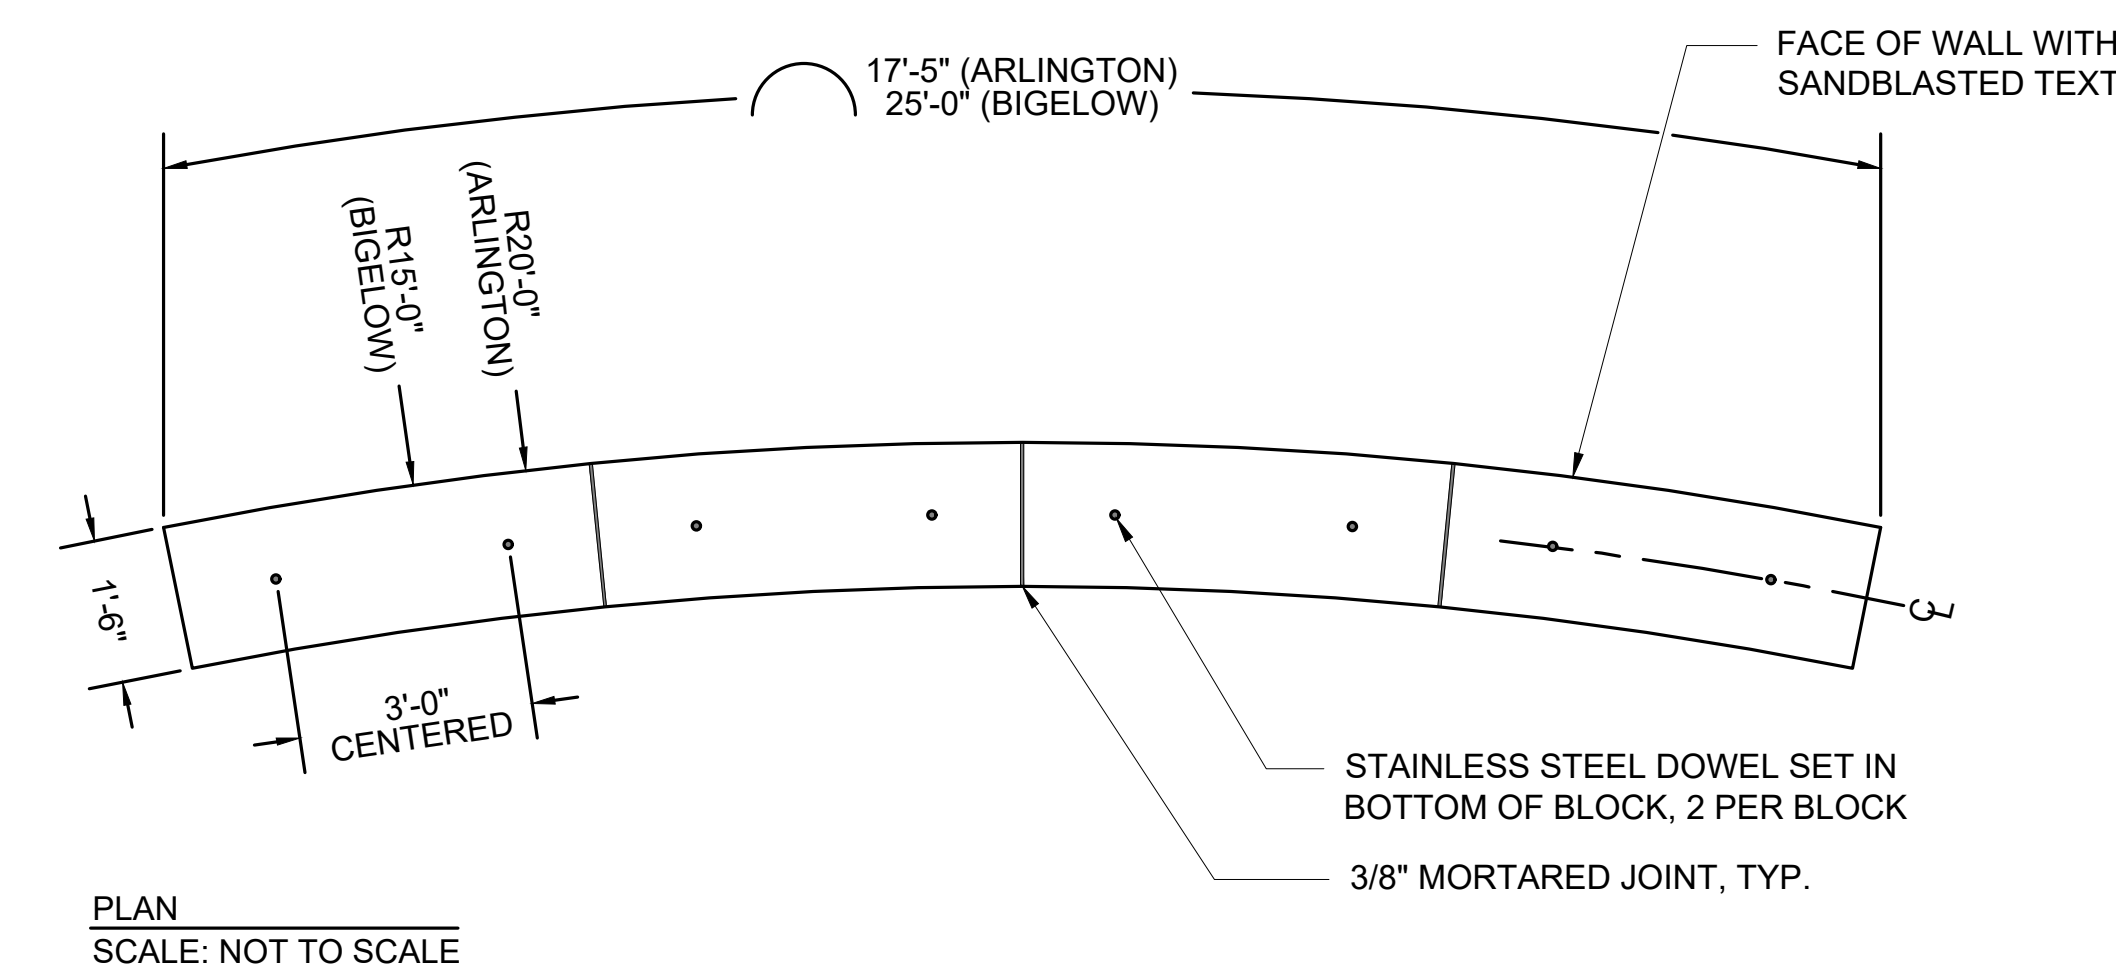 17'-5" (ARLINGTON)
25'-0" (BIGELOW)
FACE OF WALL WITH
SANDBLASTED TEXT
R15'-0"
(BIGELOW)
R20'-0"
(ARLINGTON)
1'-6"
3'-0"
CENTERED
CL
STAINLESS STEEL DOWEL SET IN
BOTTOM OF BLOCK, 2 PER BLOCK
3/8" MORTARED JOINT, TYP.
PLAN
SCALE: NOT TO SCALE